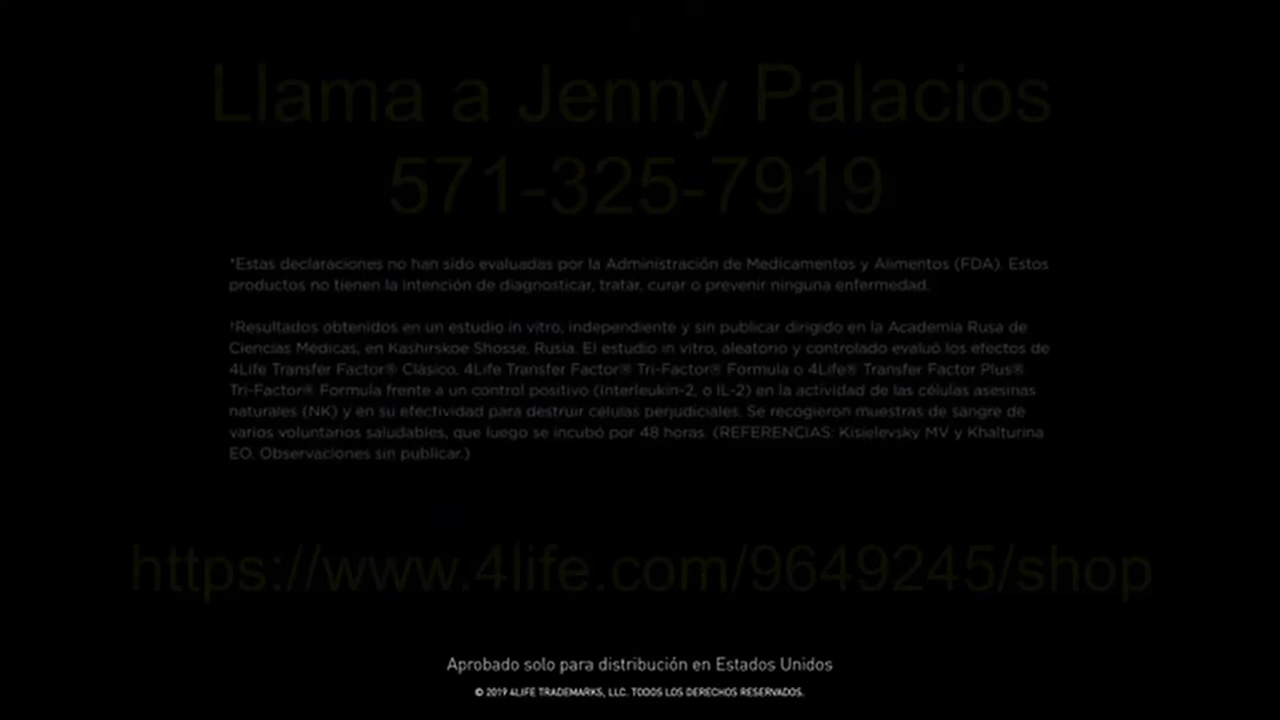 Llama a Jenny Palacios
571-325-7919
*Estas declaraciones no han sido evaluadas por la Administración de Medicamentos y Alimentos (FDA). Estos
productos no tienen la intención de diagnosticar, tratar, curar o prevenir ninguna enfermedad.
†Resultados obtenidos en un estudio in vitro, independiente y sin publicar dirigido en la Academia Rusa de
Ciencias Médicas, en Kashirskoe Shosse, Rusia. El estudio in vitro, aleatorio y controlado evaluó los efectos de
4Life Transfer Factor® Clásico, 4Life Transfer Factor® Tri-Factor® Formula o 4Life® Transfer Factor Plus®
Tri-Factor® Formula frente a un control positivo (Interleukin-2, o IL-2) en la actividad de las células asesinas
naturales (NK) y en su efectividad para destruir células perjudiciales. Se recogieron muestras de sangre de
varios voluntarios saludables, que luego se incubó por 48 horas. (REFERENCIAS: Kisielevsky MV y Khalturina
EO. Observaciones sin publicar.)
https://www.4life.com/9649245/shop
Aprobado solo para distribución en Estados Unidos
© 2019 4LIFE TRADEMARKS, LLC. TODOS LOS DERECHOS RESERVADOS.